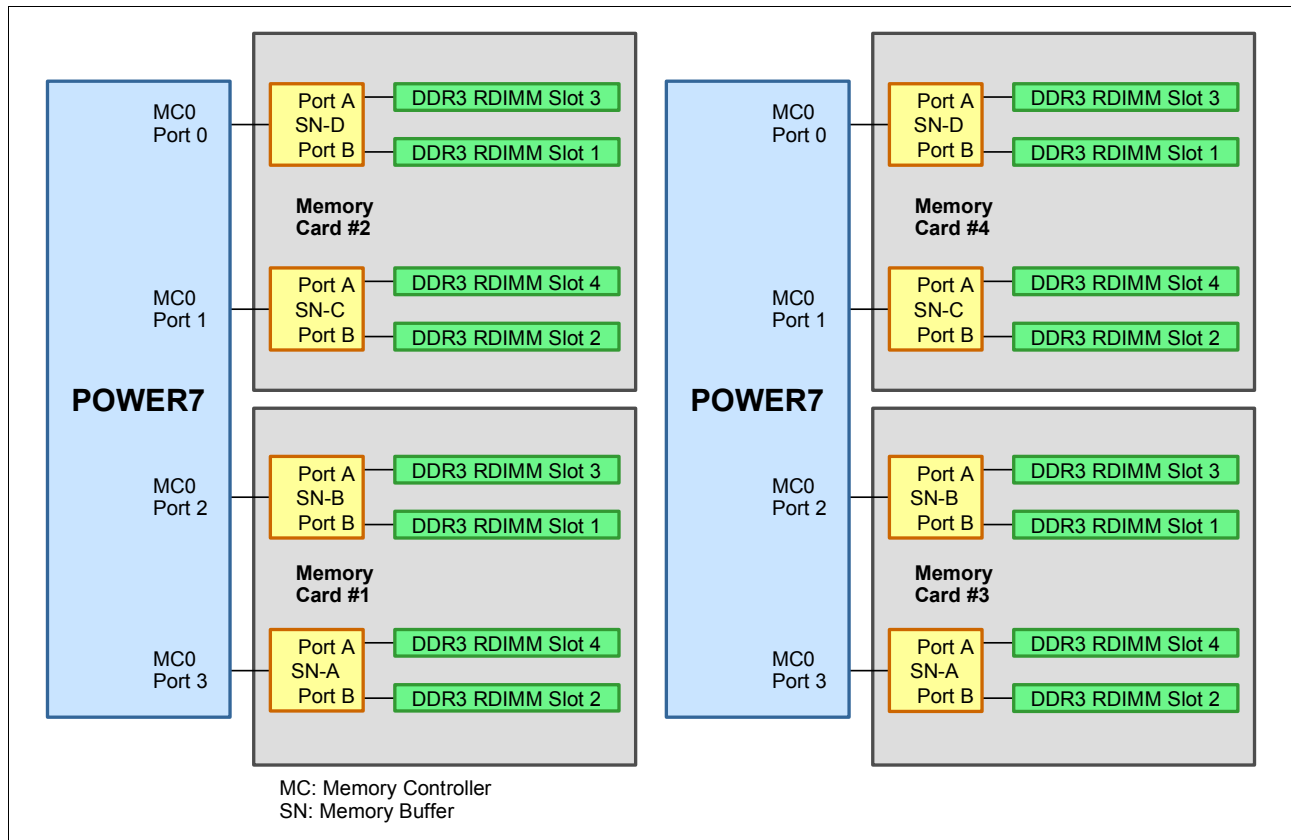 MC0
Port 0
Port A
SN-D
Port B
DDR3 RDIMM Slot 3
DDR3 RDIMM Slot 1
Memory
Card #2
MC0
Port 1
Port A
SN-C
Port B
DDR3 RDIMM Slot 4
DDR3 RDIMM Slot 2
POWER7
MC0
Port 2
Port A
SN-B
Port B
DDR3 RDIMM Slot 3
DDR3 RDIMM Slot 1
Memory
Card #1
MC0
Port 3
Port A
SN-A
Port B
DDR3 RDIMM Slot 4
DDR3 RDIMM Slot 2
MC0
Port 0
Port A
SN-D
Port B
DDR3 RDIMM Slot 3
DDR3 RDIMM Slot 1
Memory
Card #4
MC0
Port 1
Port A
SN-C
Port B
DDR3 RDIMM Slot 4
DDR3 RDIMM Slot 2
POWER7
MC0
Port 2
Port A
SN-B
Port B
DDR3 RDIMM Slot 3
DDR3 RDIMM Slot 1
Memory
Card #3
MC0
Port 3
Port A
SN-A
Port B
DDR3 RDIMM Slot 4
DDR3 RDIMM Slot 2
MC: Memory Controller
SN: Memory Buffer